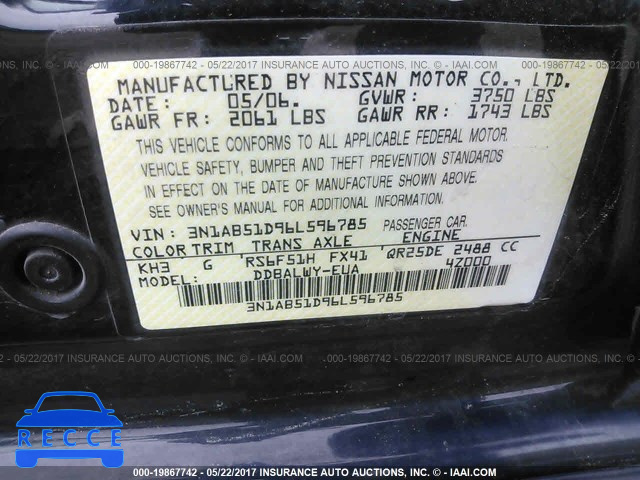 000-19867742 - 05/22/2017 INSURANCE AUTO AUCTIONS, INC. - © IAAI.COM
MANUFACTURED BY NISSAN MOTOR CO., LTD.
DATE: 05/06. GVWR: 3750 LBS
GAWR FR: 2061 LBS GAWR RR: 1743 LBS
THIS VEHICLE CONFORMS TO ALL APPLICABLE FEDERAL MOTOR
VEHICLE SAFETY, BUMPER AND THEFT PREVENTION STANDARDS
IN EFFECT ON THE DATE OF MANUFACTURE SHOWN ABOVE.
SEE OWNER'S MANUAL FOR ADDITIONAL INFORMATION.
VIN: 3N1AB51D96L596785 PASSENGER CAR.
COLOR TRIM TRANS AXLE ENGINE
KH3 G RS6F51H FX41 QR25DE 2488 CC
MODEL: DDBALWY-EUA 4Z000
3N1AB51D96L596785
000-19867742 - 05/22/2017 INSURANCE AUTO AUCTIONS, INC. - © IAAI.COM
RECCE
000-19867742 - 05/22/2017 INSURANCE AUTO AUCTIONS, INC. - © IAAI.COM